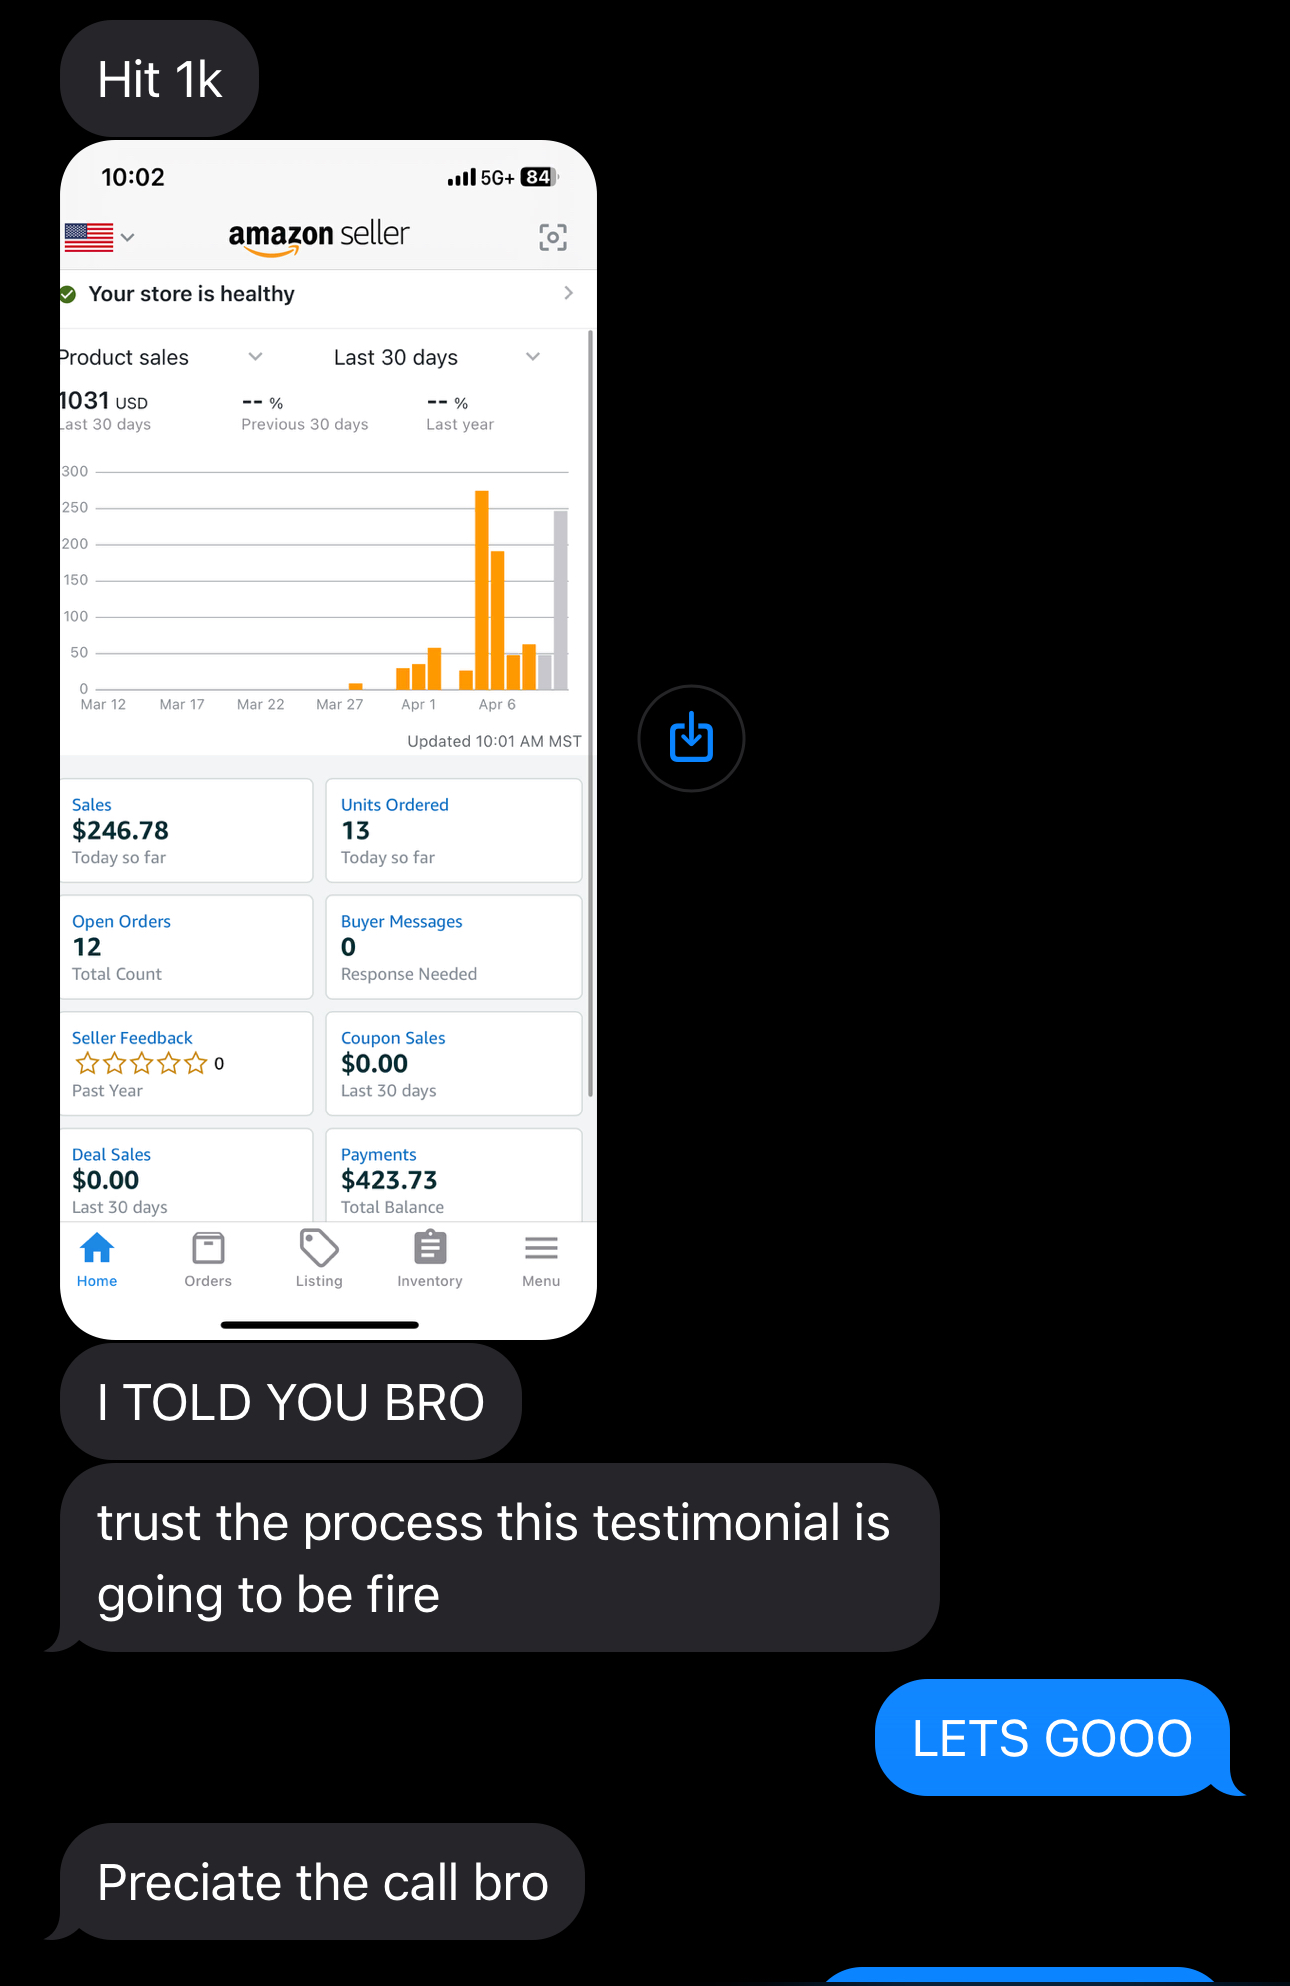 Hit 1k
10:02 5G+ 84
amazon seller
Your store is healthy
Product sales Last 30 days
1031 USD -- % -- %
Last 30 days Previous 30 days Last year
300
250
200
150
100
50
0
Mar 12 Mar 17 Mar 22 Mar 27 Apr 1 Apr 6
Updated 10:01 AM MST
Sales Units Ordered
$246.78 13
Today so far Today so far
Open Orders Buyer Messages
12 0
Total Count Response Needed
Seller Feedback Coupon Sales
0 $0.00
Past Year Last 30 days
Deal Sales Payments
$0.00 $423.73
Last 30 days Total Balance
Home Orders Listing Inventory Menu
I TOLD YOU BRO
trust the process this testimonial is
going to be fire
LETS GOOO
Preciate the call bro